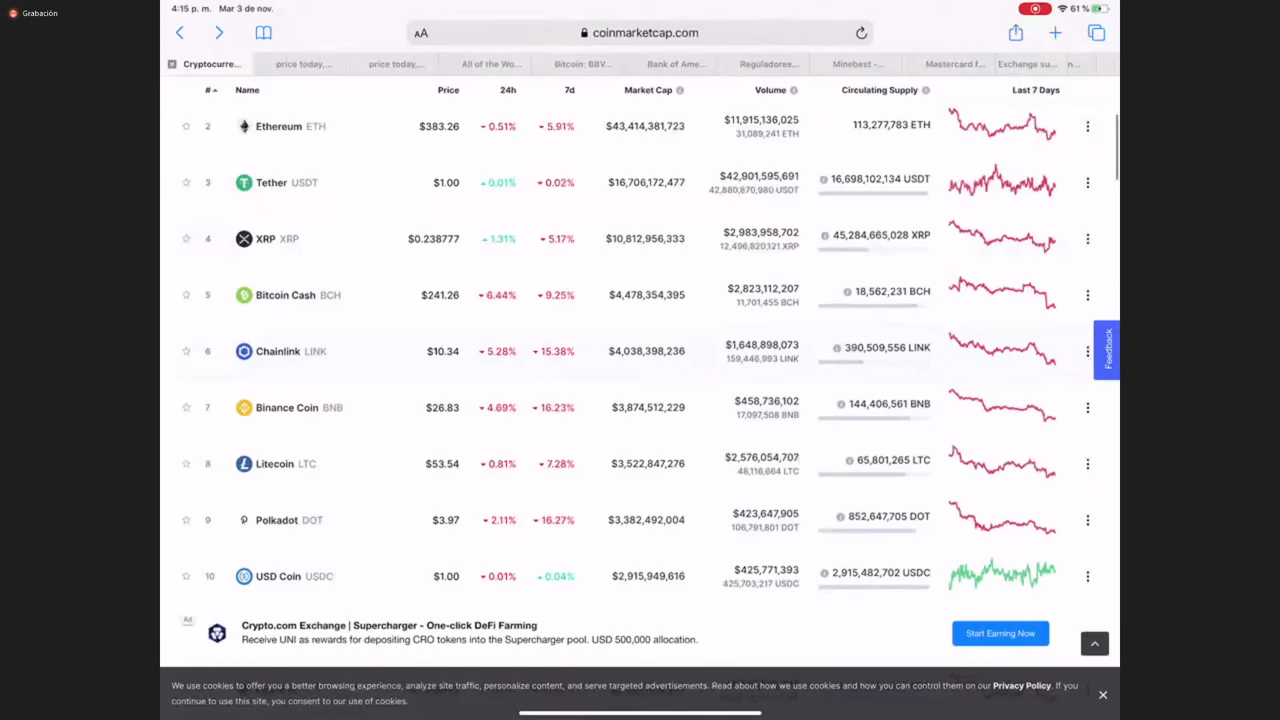 Grabación
4:15 p. m. Mar 3 de nov.
61 %
AA
coinmarketcap.com
Cryptocurre... price today,... price today,... All of the Wo... Bitcoin: BBV... Bank of Ame... Reguladores... Minebest -... Mastercard f... Exchange su... n...
# Name Price 24h 7d Market Cap Volume Circulating Supply Last 7 Days
2 Ethereum ETH $383.26 0.51% 5.91% $43,414,381,723 $11,915,136,025 113,277,783 ETH
31,089,241 ETH
3 Tether USDT $1.00 0.01% 0.02% $16,706,172,477 $42,901,595,691 16,698,102,134 USDT
42,880,870,980 USDT
4 XRP XRP $0.238777 1.31% 5.17% $10,812,956,333 $2,983,958,702 45,284,665,028 XRP
12,496,820,121 XRP
5 Bitcoin Cash BCH $241.26 6.44% 9.25% $4,478,354,395 $2,823,112,207 18,562,231 BCH
11,701,455 BCH
6 Chainlink LINK $10.34 5.28% 15.38% $4,038,398,236 $1,648,898,073 390,509,556 LINK
159,446,993 LINK
7 Binance Coin BNB $26.83 4.69% 16.23% $3,874,512,229 $458,736,102 144,406,561 BNB
17,097,508 BNB
8 Litecoin LTC $53.54 0.81% 7.28% $3,522,847,276 $2,576,054,707 65,801,265 LTC
48,116,664 LTC
9 Polkadot DOT $3.97 2.11% 16.27% $3,382,492,004 $423,647,905 852,647,705 DOT
106,791,801 DOT
10 USD Coin USDC $1.00 0.01% 0.04% $2,915,949,616 $425,771,393 2,915,482,702 USDC
425,703,217 USDC
Feedback
Ad
Crypto.com Exchange | Supercharger - One-click DeFi Farming
Receive UNI as rewards for depositing CRO tokens into the Supercharger pool. USD 500,000 allocation.
Start Earning Now
We use cookies to offer you a better browsing experience, analyze site traffic, personalize content, and serve targeted advertisements. Read about how we use cookies and how you can control them on our Privacy Policy. If you
continue to use this site, you consent to our use of cookies.